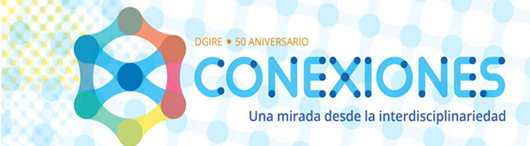 DGIRE • 50 ANIVERSARIO
CONEXIONES
Una mirada desde la interdisciplinariedad